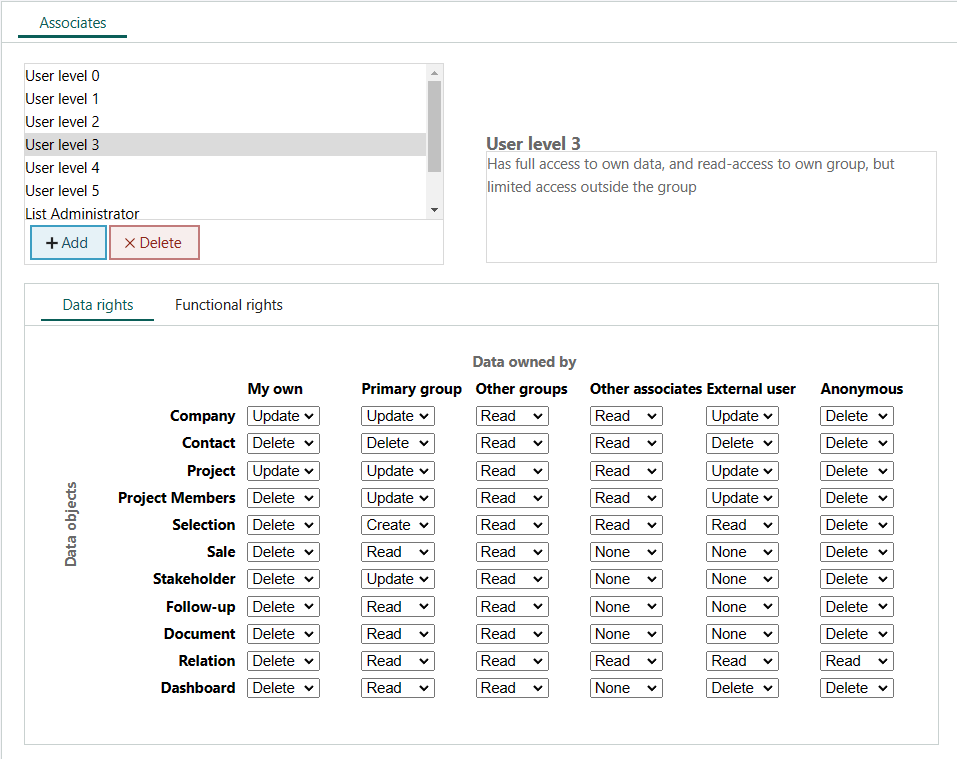 Associates
User level 0
User level 1
User level 2
User level 3
User level 4
User level 5
List Administrator
+ Add × Delete
User level 3
Has full access to own data, and read-access to own group, but
limited access outside the group
Data rights Functional rights
Data owned by
My own Primary group Other groups Other associates External user Anonymous
Data objects
Company Update Update Read Read Update Delete
Contact Delete Delete Read Read Delete Delete
Project Update Update Read Read Update Delete
Project Members Delete Update Read Read Update Delete
Selection Delete Create Read Read Read Delete
Sale Delete Read Read None None Delete
Stakeholder Delete Update Read None None Delete
Follow-up Delete Read Read None None Delete
Document Delete Read Read None None Delete
Relation Delete Read Read Read Read Read
Dashboard Delete Read Read None Delete Delete